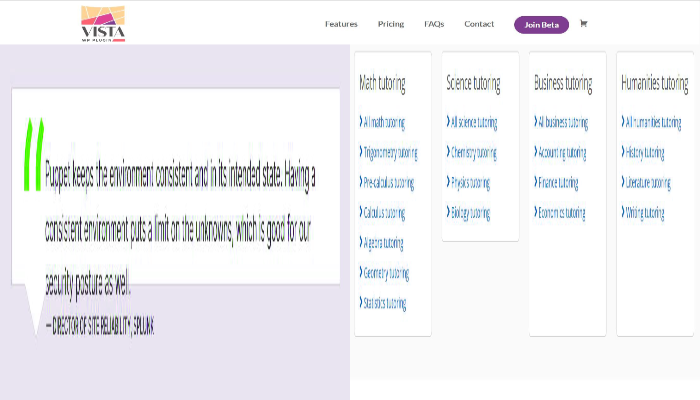 VISTA
WP PLUGIN
Features Pricing FAQs Contact Join Beta
Puppet keeps the environment consistent and in its intended state. Having a
consistent environment puts a limit on the unknowns, which is good for our
security posture as well.
— DIRECTOR OF SITE RELIABILITY, SPLUNK
Math tutoring
All math tutoring
Trigonometry tutoring
Pre-calculus tutoring
Calculus tutoring
Algebra tutoring
Geometry tutoring
Statistics tutoring
Science tutoring
All science tutoring
Chemistry tutoring
Physics tutoring
Biology tutoring
Business tutoring
All business tutoring
Accounting tutoring
Finance tutoring
Economics tutoring
Humanities tutoring
All humanities tutoring
History tutoring
Literature tutoring
Writing tutoring